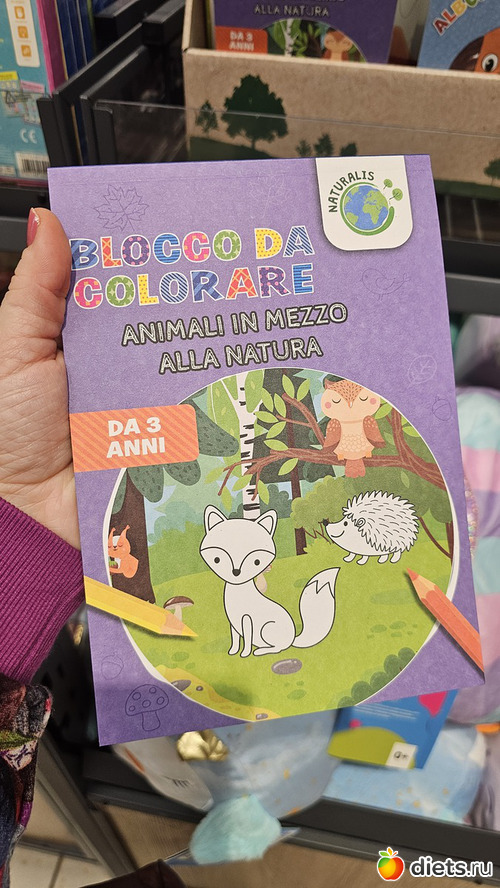 ALLA NATURA
DA 3
ANNI
NATURALIS
BLOCCO DA
COLORARE
ANIMALI IN MEZZO
ALLA NATURA
DA 3
ANNI
diets.ru